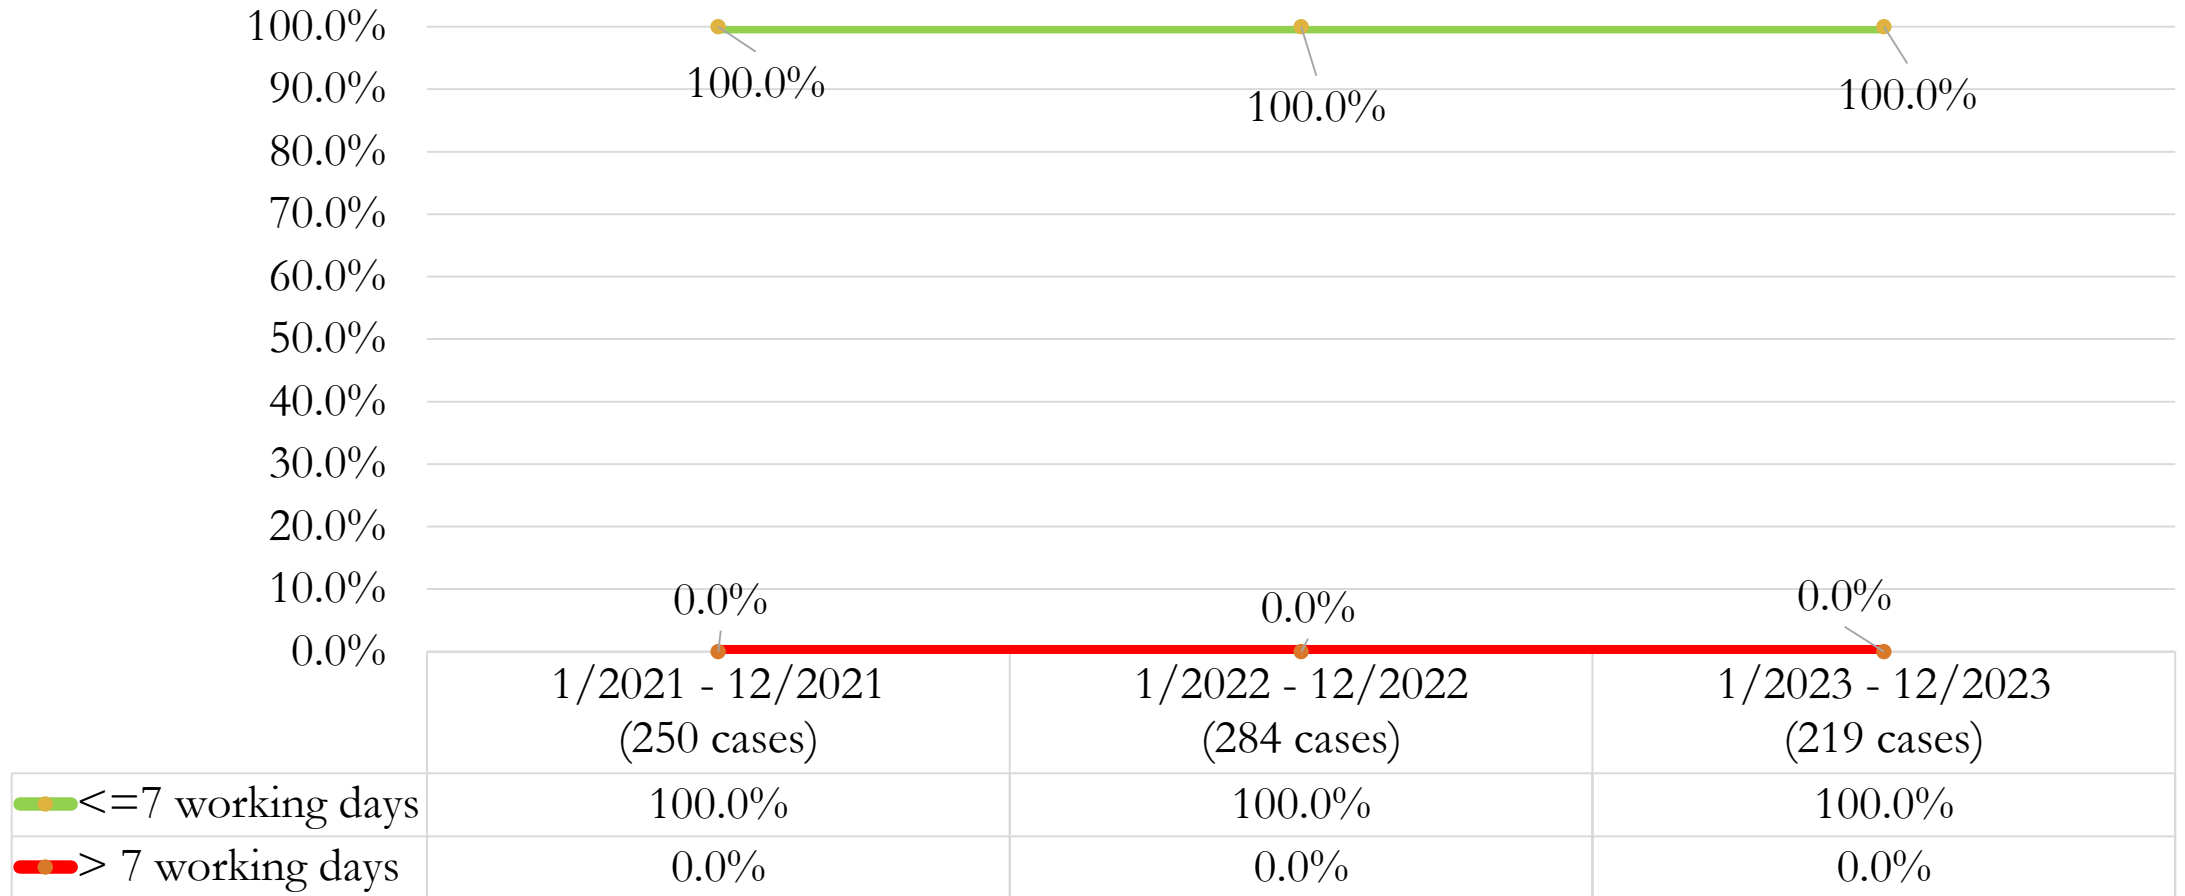 100.0%
90.0%
80.0%
70.0%
60.0%
50.0%
40.0%
30.0%
20.0%
10.0%
0.0%
100.0%
100.0%
100.0%
0.0%
0.0%
0.0%
1/2021 - 12/2021
(250 cases)
1/2022 - 12/2022
(284 cases)
1/2023 - 12/2023
(219 cases)
<=7 working days 100.0% 100.0% 100.0%
> 7 working days 0.0% 0.0% 0.0%